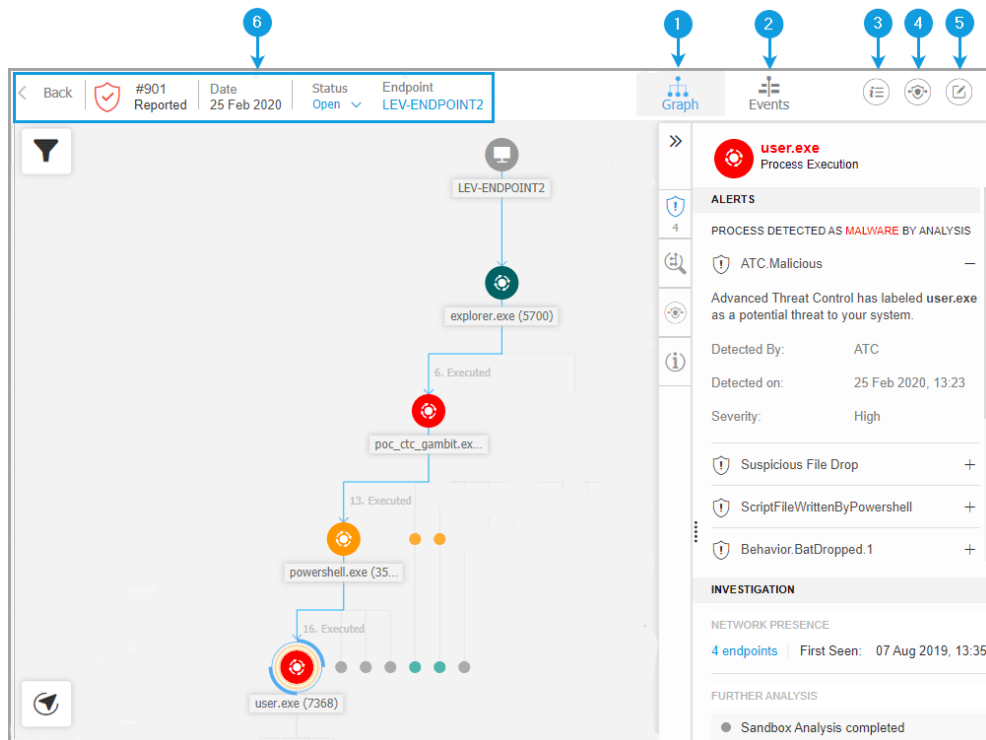 6
1
2
3
4
5
Back
#901
Reported
Date
25 Feb 2020
Status
Open
Endpoint
LEV-ENDPOINT2
Graph
Events
LEV-ENDPOINT2
explorer.exe (5700)
6. Executed
poc_ctc_gambit.ex...
13. Executed
powershell.exe (35...
16. Executed
user.exe (7368)
4
user.exe
Process Execution
ALERTS
PROCESS DETECTED AS MALWARE BY ANALYSIS
ATC.Malicious
Advanced Threat Control has labeled user.exe
as a potential threat to your system.
Detected By: ATC
Detected on: 25 Feb 2020, 13:23
Severity: High
Suspicious File Drop
ScriptFileWrittenByPowershell
Behavior.BatDropped.1
INVESTIGATION
NETWORK PRESENCE
4 endpoints First Seen: 07 Aug 2019, 13:35
FURTHER ANALYSIS
Sandbox Analysis completed